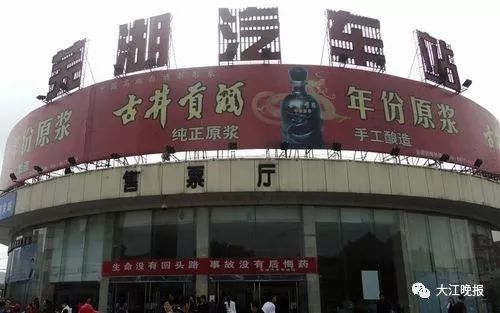 芜湖汽车站
年份原浆
古井贡酒
纯正原浆
年份原浆
手工酿造
售票厅
生命没有回头路 事故没有后悔药
大江晚报